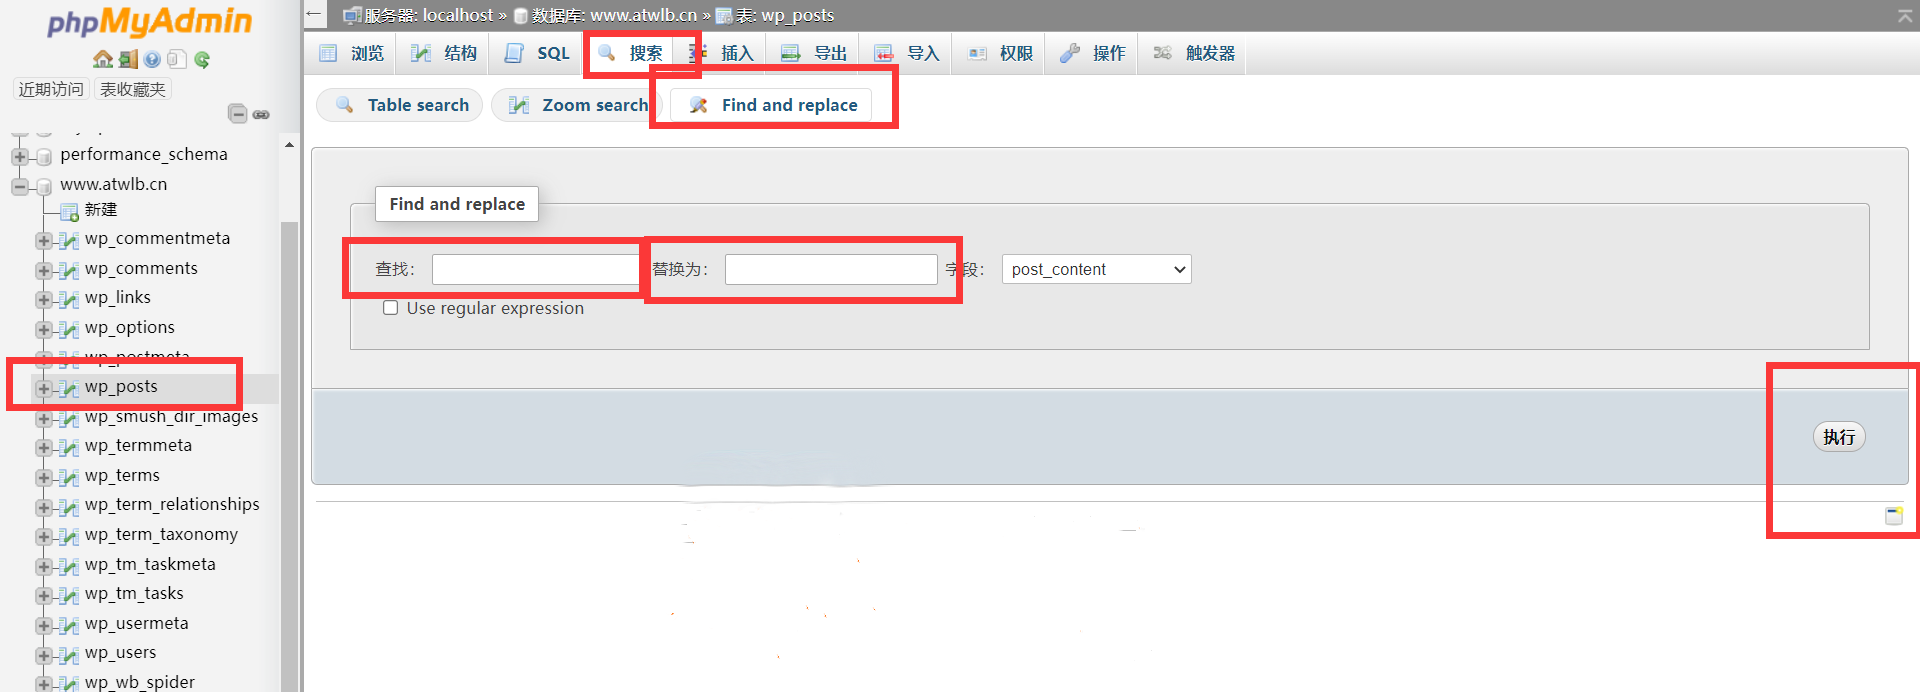 phpMyAdmin
近期访问 表收藏夹
performance_schema
www.atwlb.cn
新建
wp_commentmeta
wp_comments
wp_links
wp_options
wp_postmeta
wp_posts
wp_smush_dir_images
wp_termmeta
wp_terms
wp_term_relationships
wp_term_taxonomy
wp_tm_taskmeta
wp_tm_tasks
wp_usermeta
wp_users
wp_wb_spider
服务器: localhost » 数据库: www.atwlb.cn » 表: wp_posts
浏览 结构 SQL 搜索 插入 导出 导入 权限 操作 触发器
Table search Zoom search Find and replace
Find and replace
查找: 替换为: 字段: post_content
Use regular expression
执行